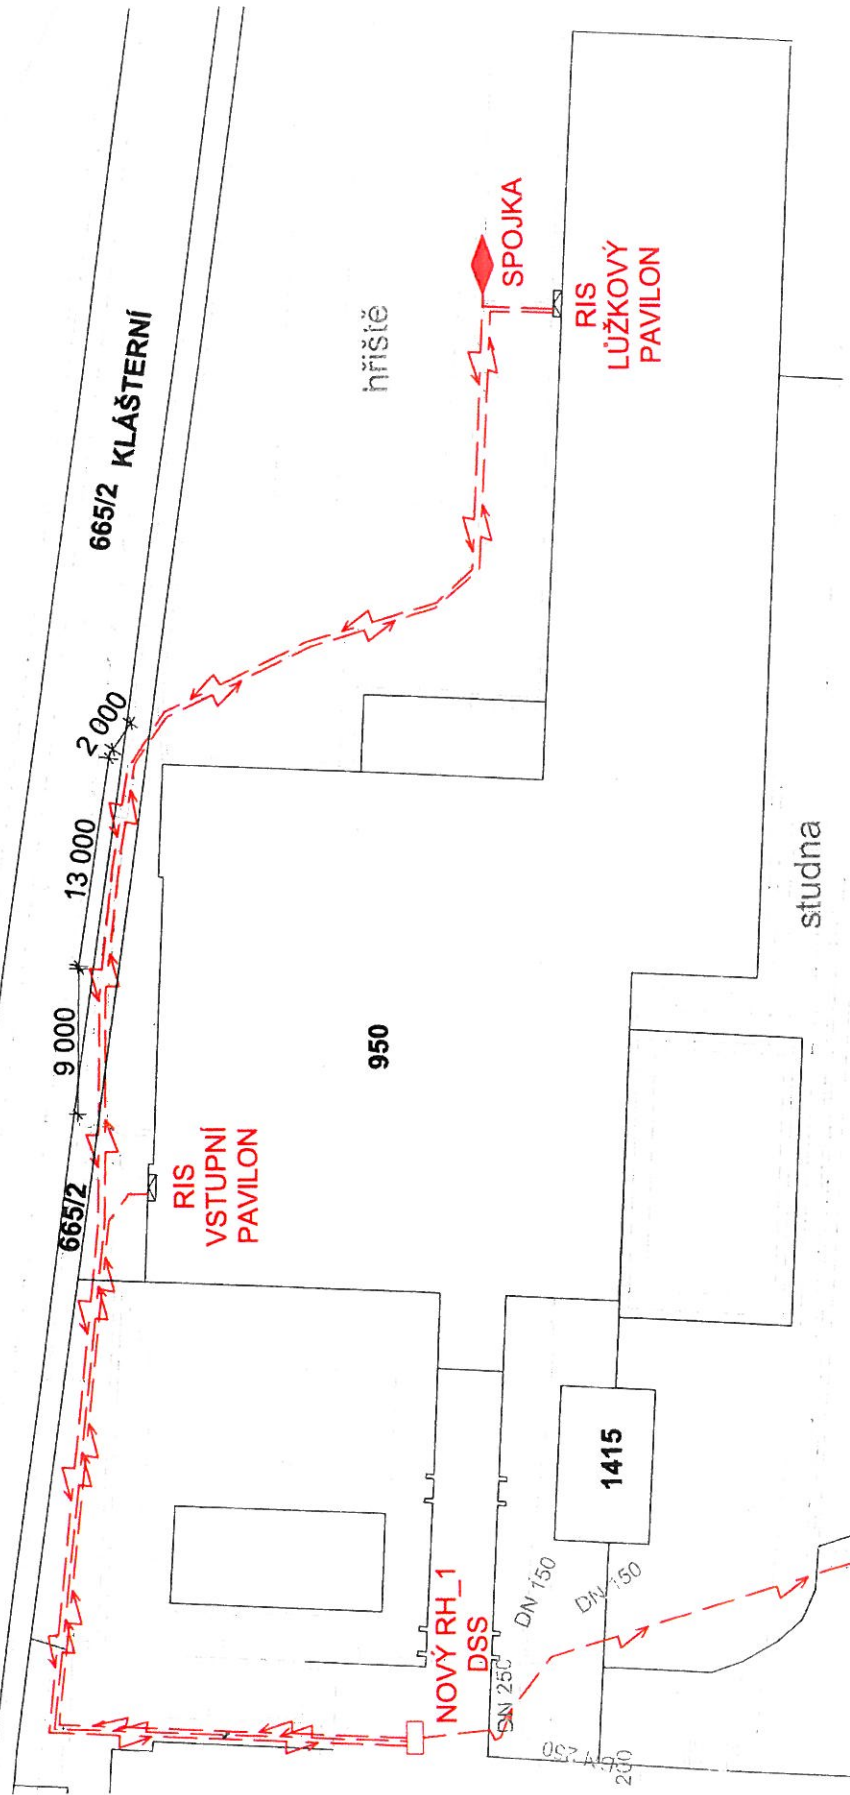 665/2 KLÁŠTERNÍ
hřiště
SPOJKA
RIS
LŮŽKOVÝ
PAVILON
2 000
13 000
9 000
studna
950
665/2
RIS
VSTUPNÍ
PAVILON
1415
NOVÝ RH_1
DSS
DN 150
DN 150
DN 250
200